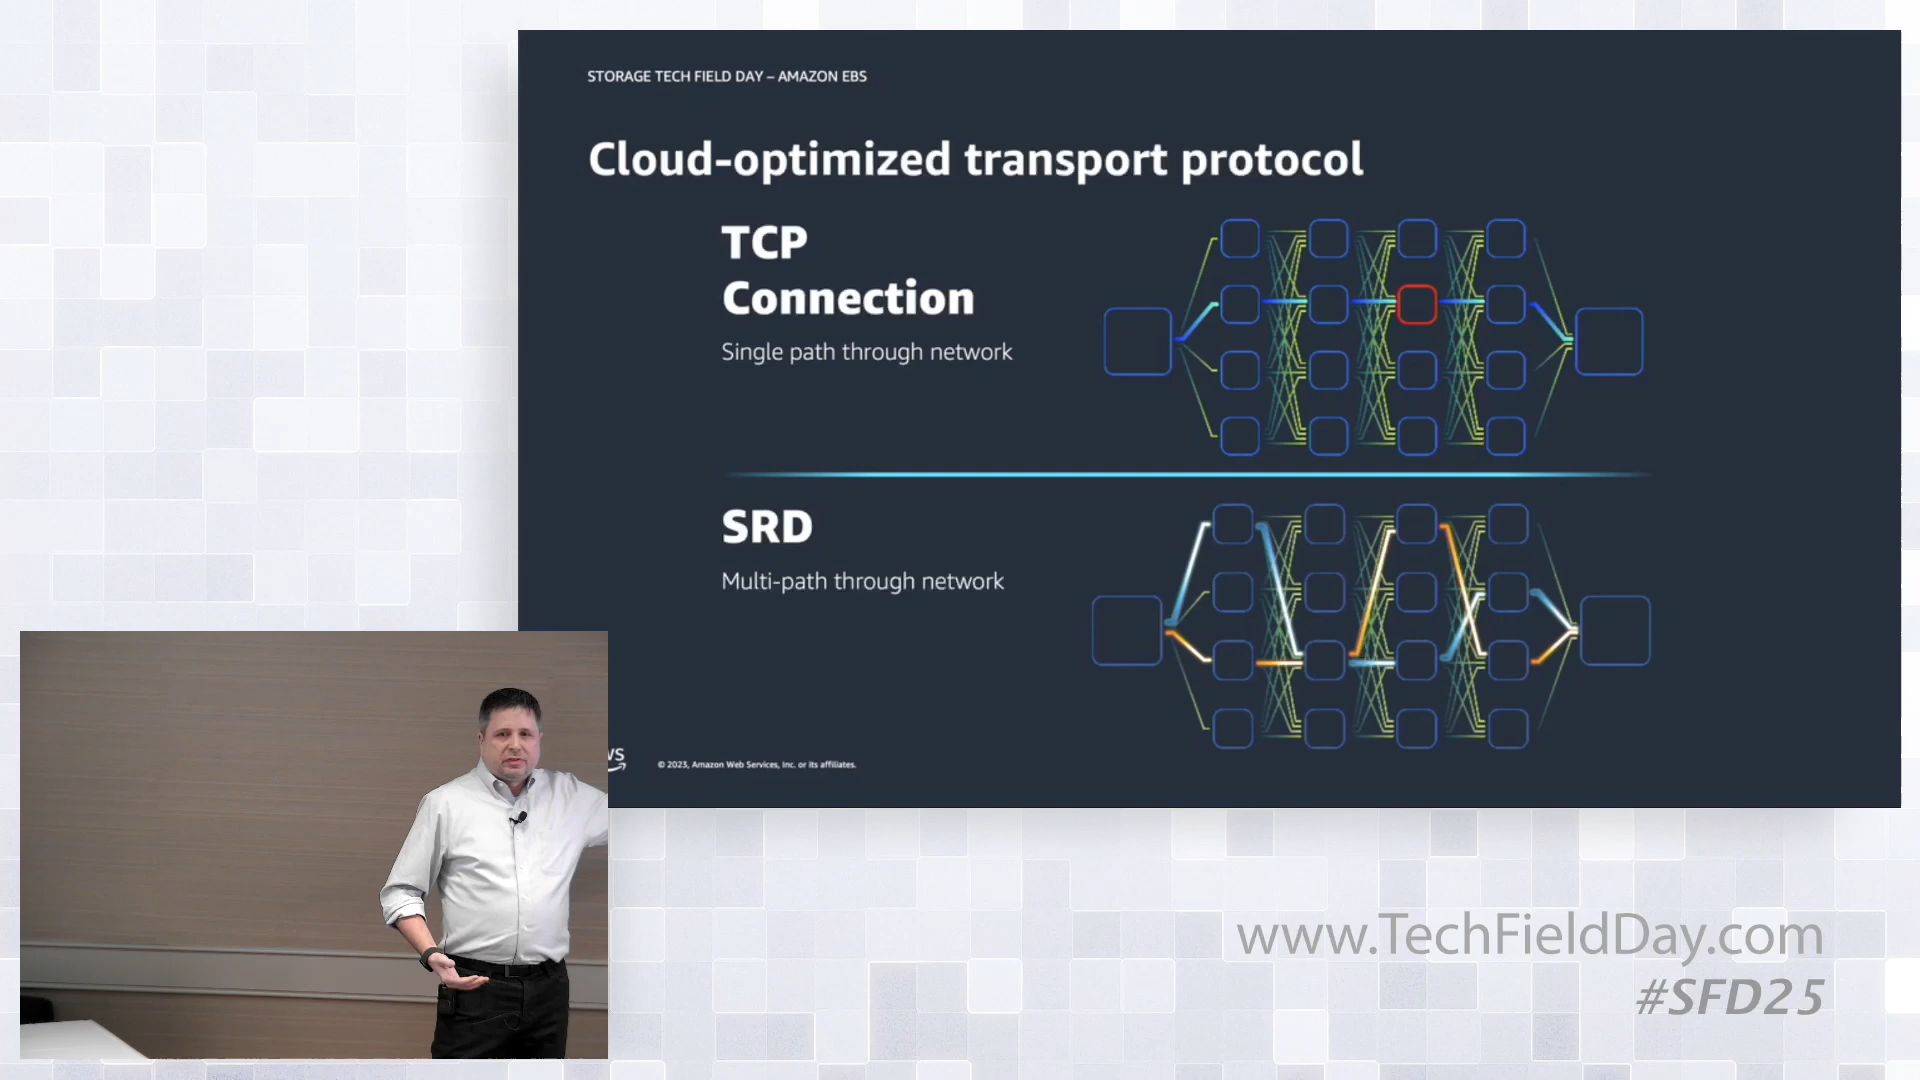 STORAGE TECH FIELD DAY – AMAZON EBS
Cloud-optimized transport protocol
TCP
Connection
Single path through network
SRD
Multi-path through network
© 2023, Amazon Web Services, Inc. or its affiliates.
www.TechFieldDay.com
#SFD25